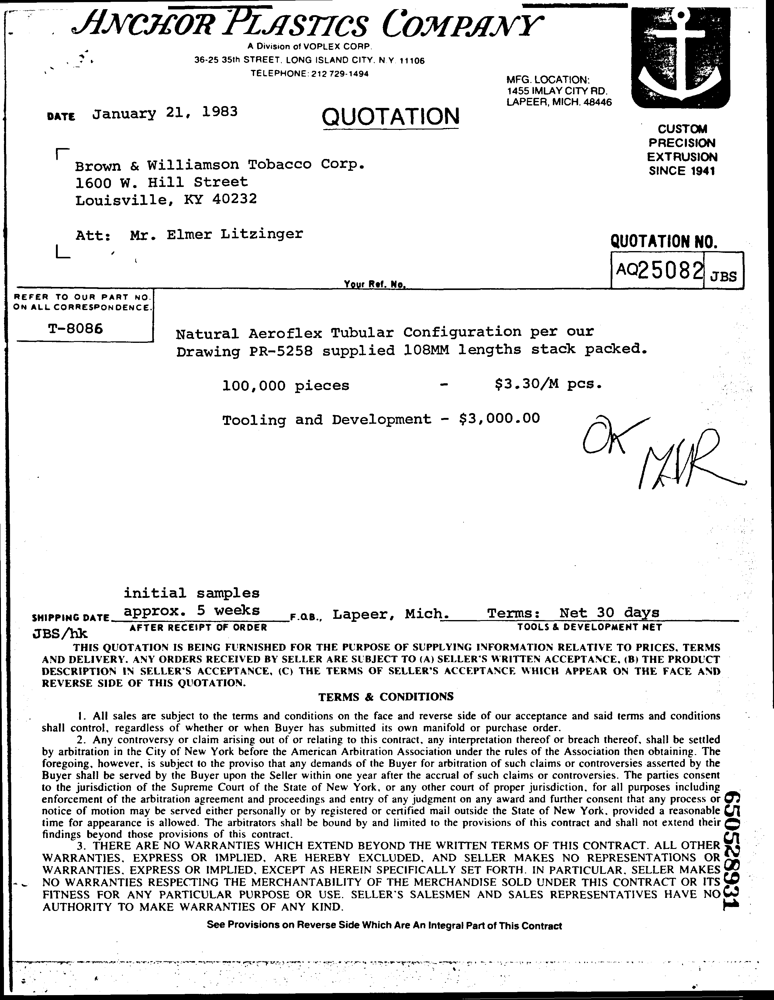 ANCHOR PLASTICS COMPANY
A Division of VOPLEX CORP.
36-25 35th STREET, LONG ISLAND CITY, N.Y. 11106
TELEPHONE: 212 729-1494
MFG. LOCATION:
1455 IMLAY CITY RD.
LAPEER, MICH. 48446
DATE January 21, 1983
QUOTATION
CUSTOM
PRECISION
EXTRUSION
SINCE 1941
Brown & Williamson Tobacco Corp.
1600 W. Hill Street
Louisville, KY 40232
Att: Mr. Elmer Litzinger
QUOTATION NO.
AQ25082 JBS
Your Ref. No.
REFER TO OUR PART NO.
ON ALL CORRESPONDENCE.
T-8086
Natural Aeroflex Tubular Configuration per our
Drawing PR-5258 supplied 108MM lengths stack packed.
100,000 pieces - $3.30/M pcs.
Tooling and Development - $3,000.00
OK
initial samples
SHIPPING DATE approx. 5 weeks F.O.B., Lapeer, Mich. Terms: Net 30 days
JBS/hk AFTER RECEIPT OF ORDER TOOLS & DEVELOPMENT NET
THIS QUOTATION IS BEING FURNISHED FOR THE PURPOSE OF SUPPLYING INFORMATION RELATIVE TO PRICES, TERMS
AND DELIVERY. ANY ORDERS RECEIVED BY SELLER ARE SUBJECT TO (A) SELLER'S WRITTEN ACCEPTANCE, (B) THE PRODUCT
DESCRIPTION IN SELLER'S ACCEPTANCE, (C) THE TERMS OF SELLER'S ACCEPTANCE WHICH APPEAR ON THE FACE AND
REVERSE SIDE OF THIS QUOTATION.
TERMS & CONDITIONS
1. All sales are subject to the terms and conditions on the face and reverse side of our acceptance and said terms and conditions
shall control, regardless of whether or when Buyer has submitted its own manifold or purchase order.
2. Any controversy or claim arising out of or relating to this contract, any interpretation thereof or breach thereof, shall be settled
by arbitration in the City of New York before the American Arbitration Association under the rules of the Association then obtaining. The
foregoing, however, is subject to the proviso that any demands of the Buyer for arbitration of such claims or controversies asserted by the
Buyer shall be served by the Buyer upon the Seller within one year after the accrual of such claims or controversies. The parties consent
to the jurisdiction of the Supreme Court of the State of New York, or any other court of proper jurisdiction, for all purposes including
enforcement of the arbitration agreement and proceedings and entry of any judgment on any award and further consent that any process or
notice of motion may be served either personally or by registered or certified mail outside the State of New York, provided a reasonable
time for appearance is allowed. The arbitrators shall be bound by and limited to the provisions of this contract and shall not extend their
findings beyond those provisions of this contract.
3. THERE ARE NO WARRANTIES WHICH EXTEND BEYOND THE WRITTEN TERMS OF THIS CONTRACT. ALL OTHER
WARRANTIES, EXPRESS OR IMPLIED, ARE HEREBY EXCLUDED, AND SELLER MAKES NO REPRESENTATIONS OR
WARRANTIES, EXPRESS OR IMPLIED, EXCEPT AS HEREIN SPECIFICALLY SET FORTH. IN PARTICULAR, SELLER MAKES
NO WARRANTIES RESPECTING THE MERCHANTABILITY OF THE MERCHANDISE SOLD UNDER THIS CONTRACT OR ITS
FITNESS FOR ANY PARTICULAR PURPOSE OR USE. SELLER'S SALESMEN AND SALES REPRESENTATIVES HAVE NO
AUTHORITY TO MAKE WARRANTIES OF ANY KIND.
650528931
See Provisions on Reverse Side Which Are An Integral Part of This Contract